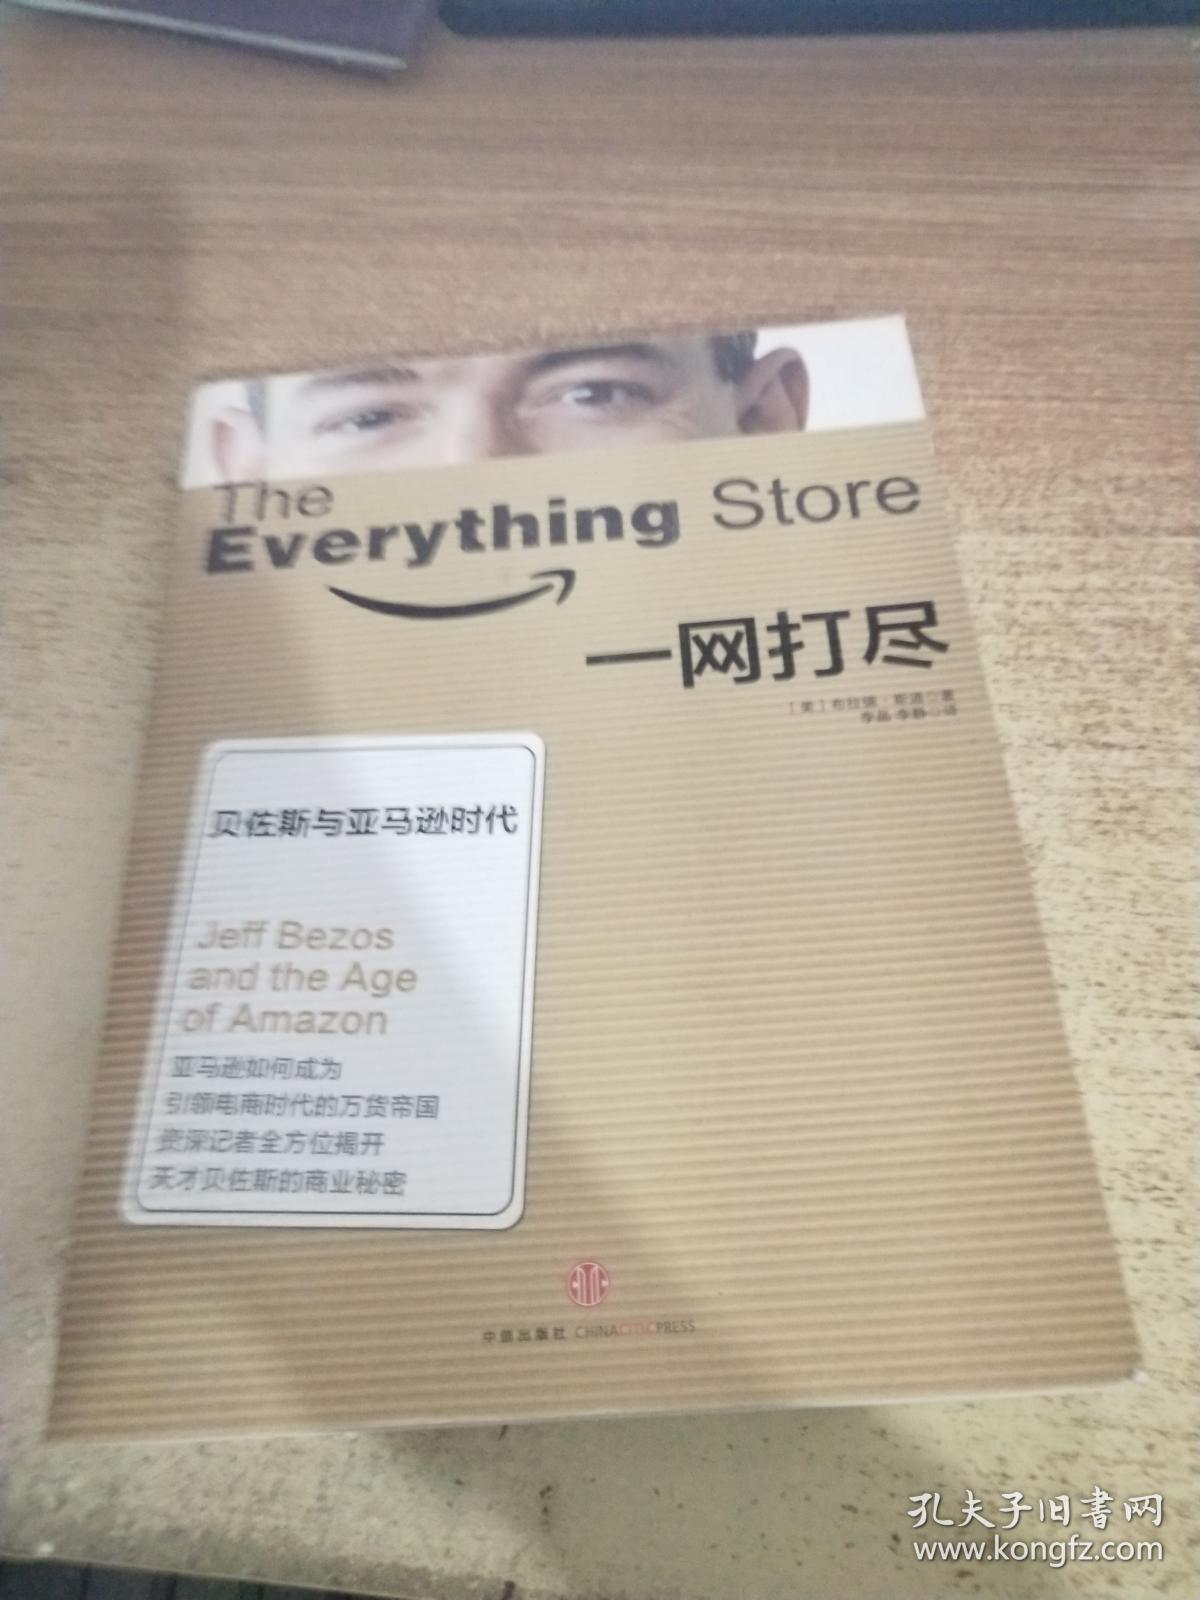 The
Everything Store
一网打尽
［美］布拉德·斯通◎著
李晶 李静◎译
贝佐斯与亚马逊时代
Jeff Bezos
and the Age
of Amazon
亚马逊如何成为
引领电商时代的万货帝国
资深记者全方位揭开
天才贝佐斯的商业秘密
中信出版社 CHINACITICPRESS
孔夫子旧书网
www.kongfz.com